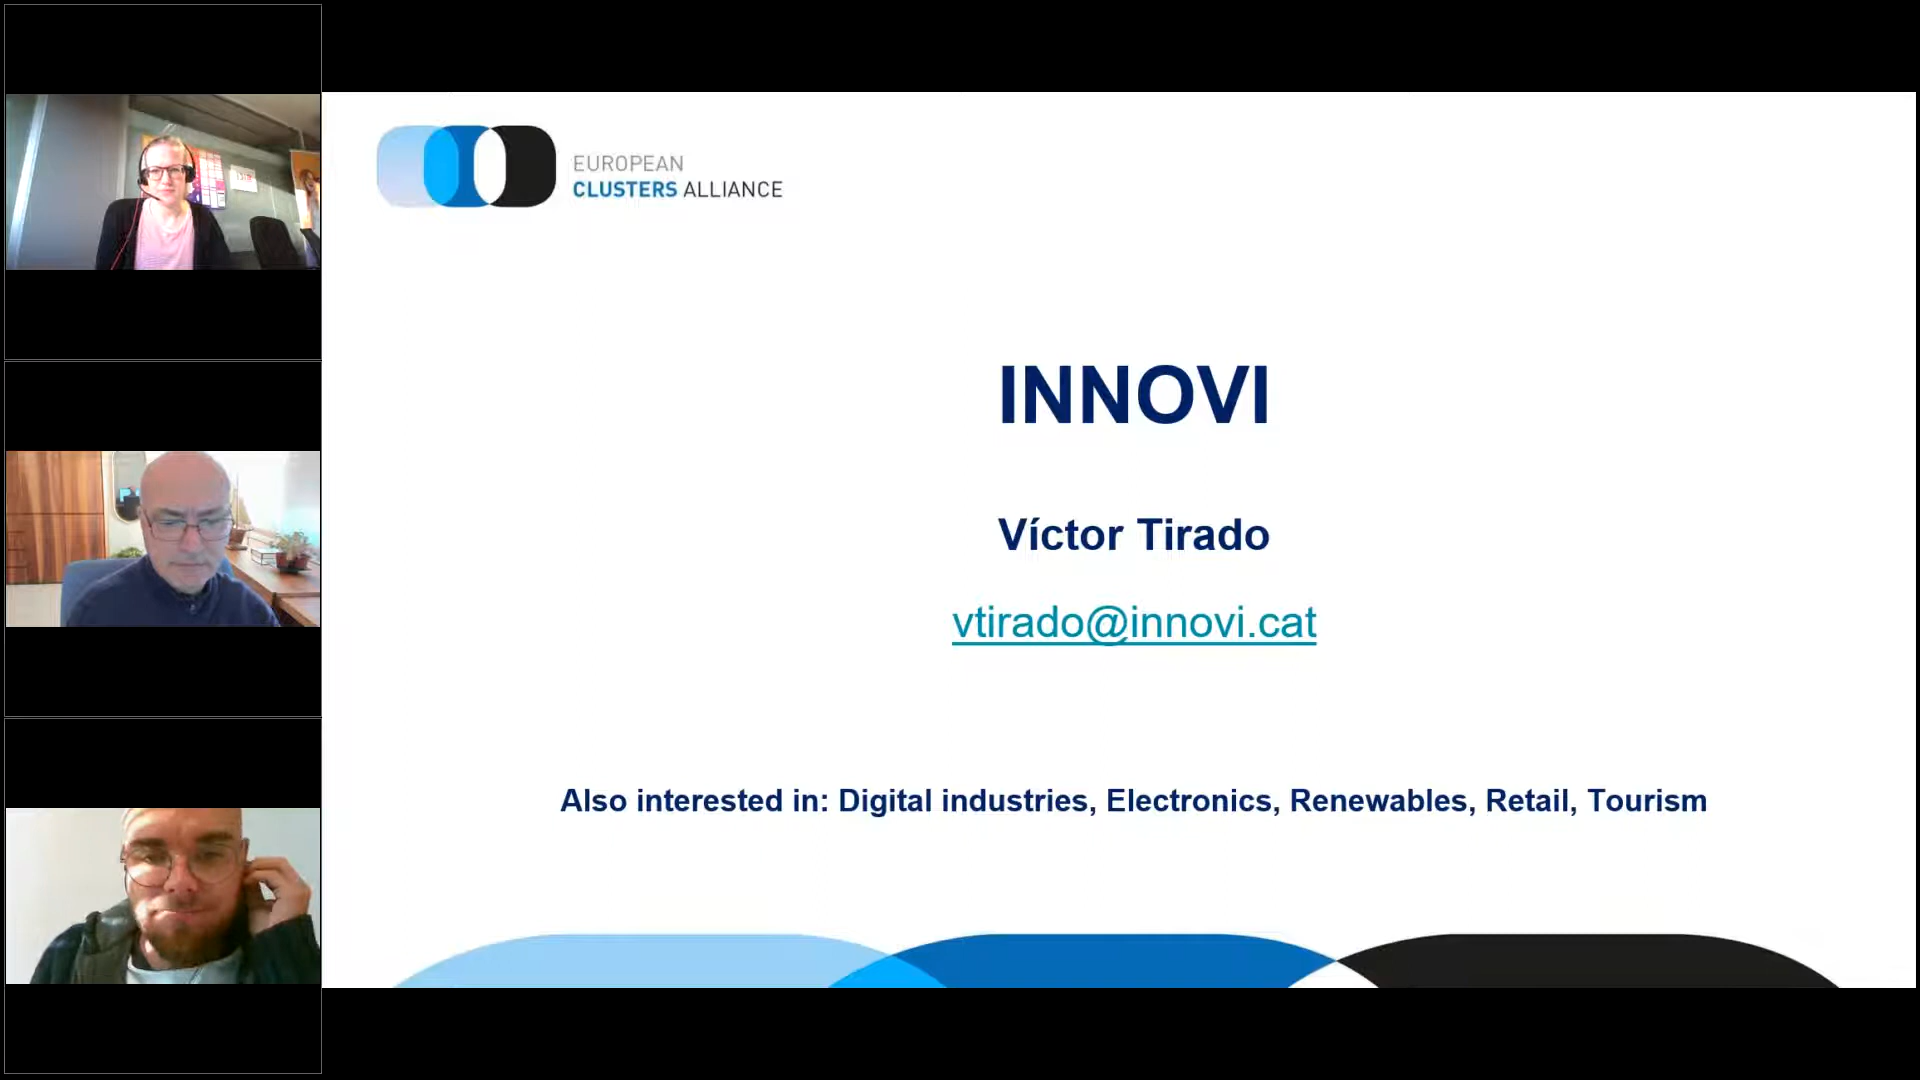 EUROPEAN
CLUSTERS ALLIANCE
INNOVI
Víctor Tirado
vtirado@innovi.cat
Also interested in: Digital industries, Electronics, Renewables, Retail, Tourism